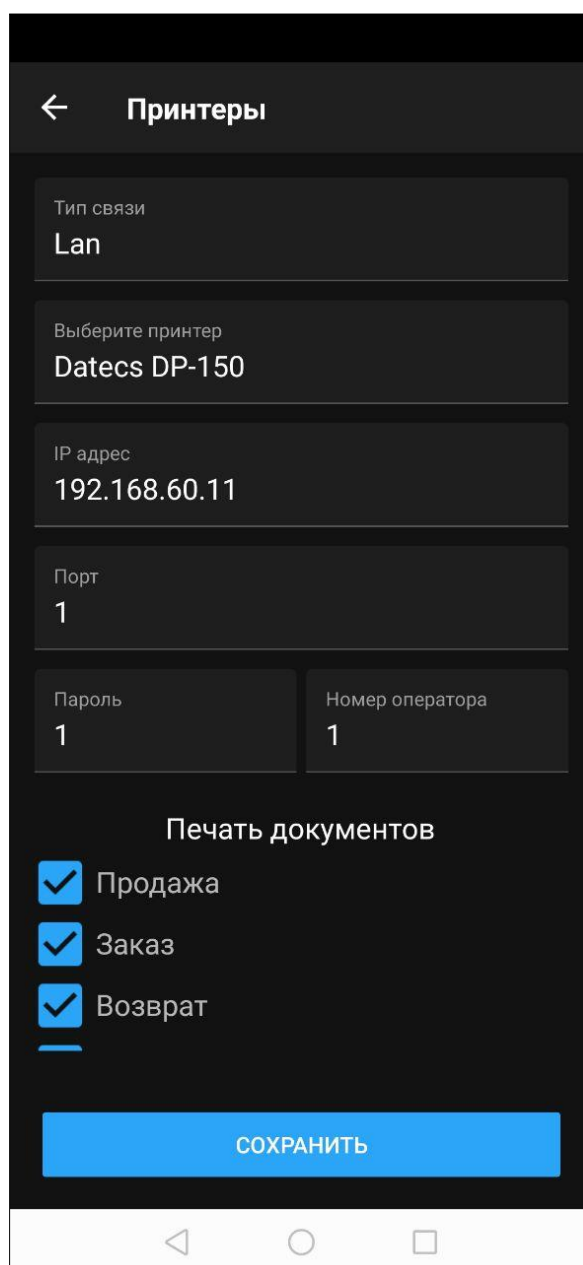 Принтеры
Тип связи
Lan
Выберите принтер
Datecs DP-150
IP адрес
192.168.60.11
Порт
1
Пароль
1
Номер оператора
1
Печать документов
Продажа
Заказ
Возврат
СОХРАНИТЬ